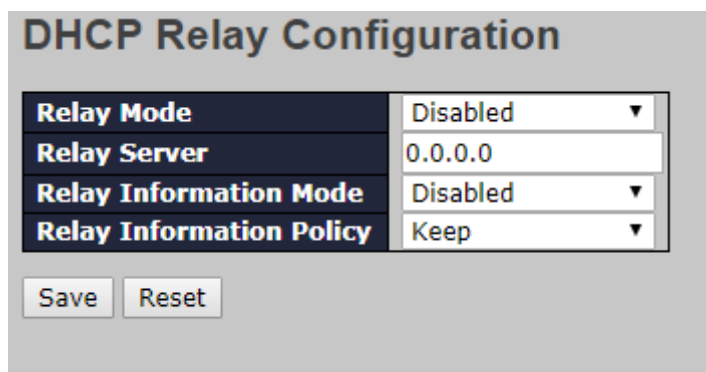 DHCP Relay Configuration
Relay Mode Disabled
Relay Server 0.0.0.0
Relay Information Mode Disabled
Relay Information Policy Keep
Save Reset